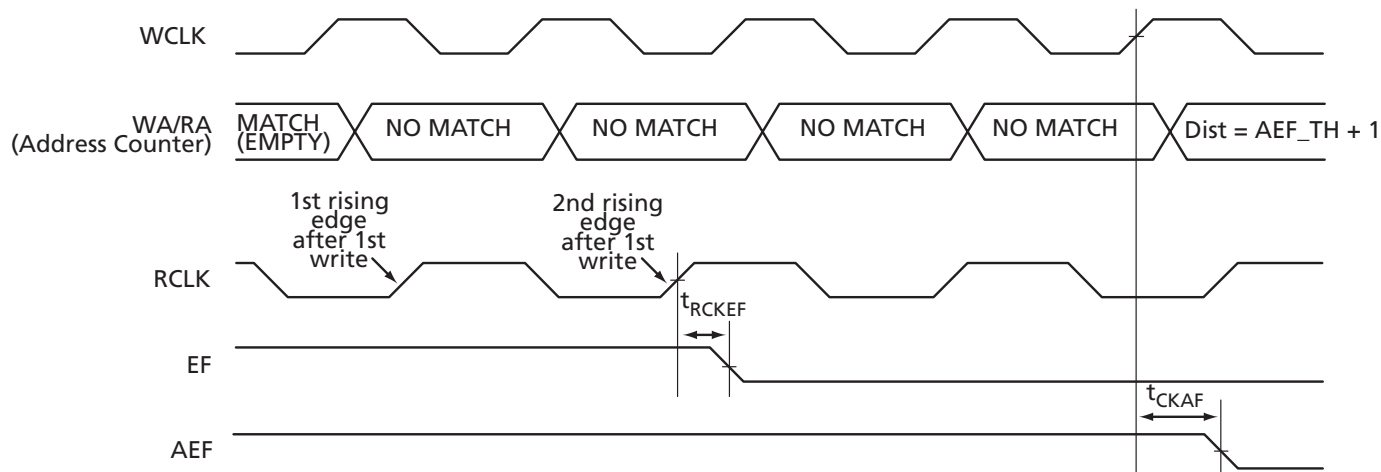 WCLK
WA/RA
(Address Counter)
MATCH
(EMPTY)
NO MATCH
NO MATCH
NO MATCH
NO MATCH
Dist = AEF_TH + 1
1st rising
edge
after 1st
write
2nd rising
edge
after 1st
write
RCLK
tRCKEF
EF
tCKAF
AEF